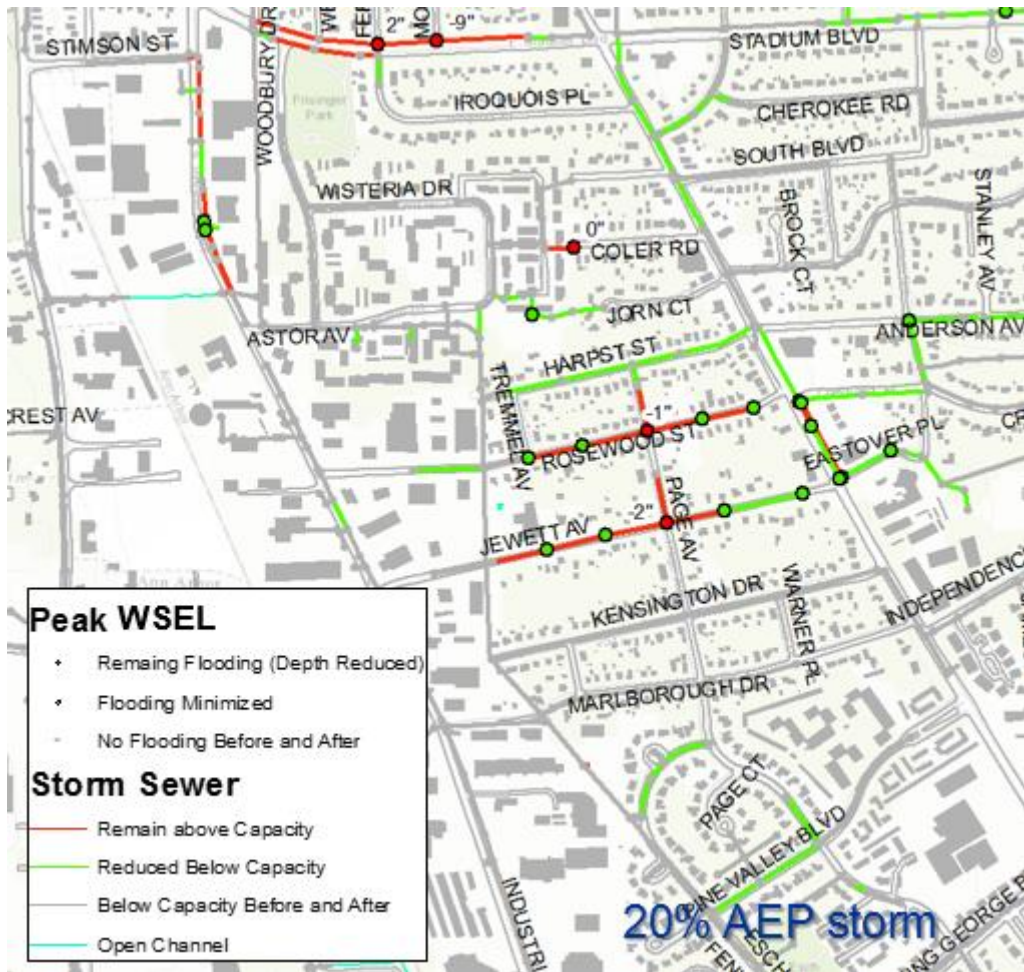 WOODBURY DR
2"
-9"
STIMSON ST
STADIUM BLVD
IROQUOIS PL
CHEROKEE RD
SOUTH BLVD
WISTERIA DR
BROCK CT
STANLEY AV
0"
COLER RD
JORN CT
ASTOR AV
ANDERSON AV
HARPST ST
TREMMEL AV
CREST AV
-1"
ROSEWOOD ST
EASTOVER PL
PAGE AV
2"
JEWETT AV
KENSINGTON DR
WARNER PL
INDEPENDENC
MARLBOROUGH DR
PAGE CT
PINE VALLEY BLVD
INDUSTRI
NG GEORGE B
Peak WSEL
Remaing Flooding (Depth Reduced)
Flooding Minimized
No Flooding Before and After
Storm Sewer
Remain above Capacity
Reduced Below Capacity
Below Capacity Before and After
Open Channel
20% AEP storm